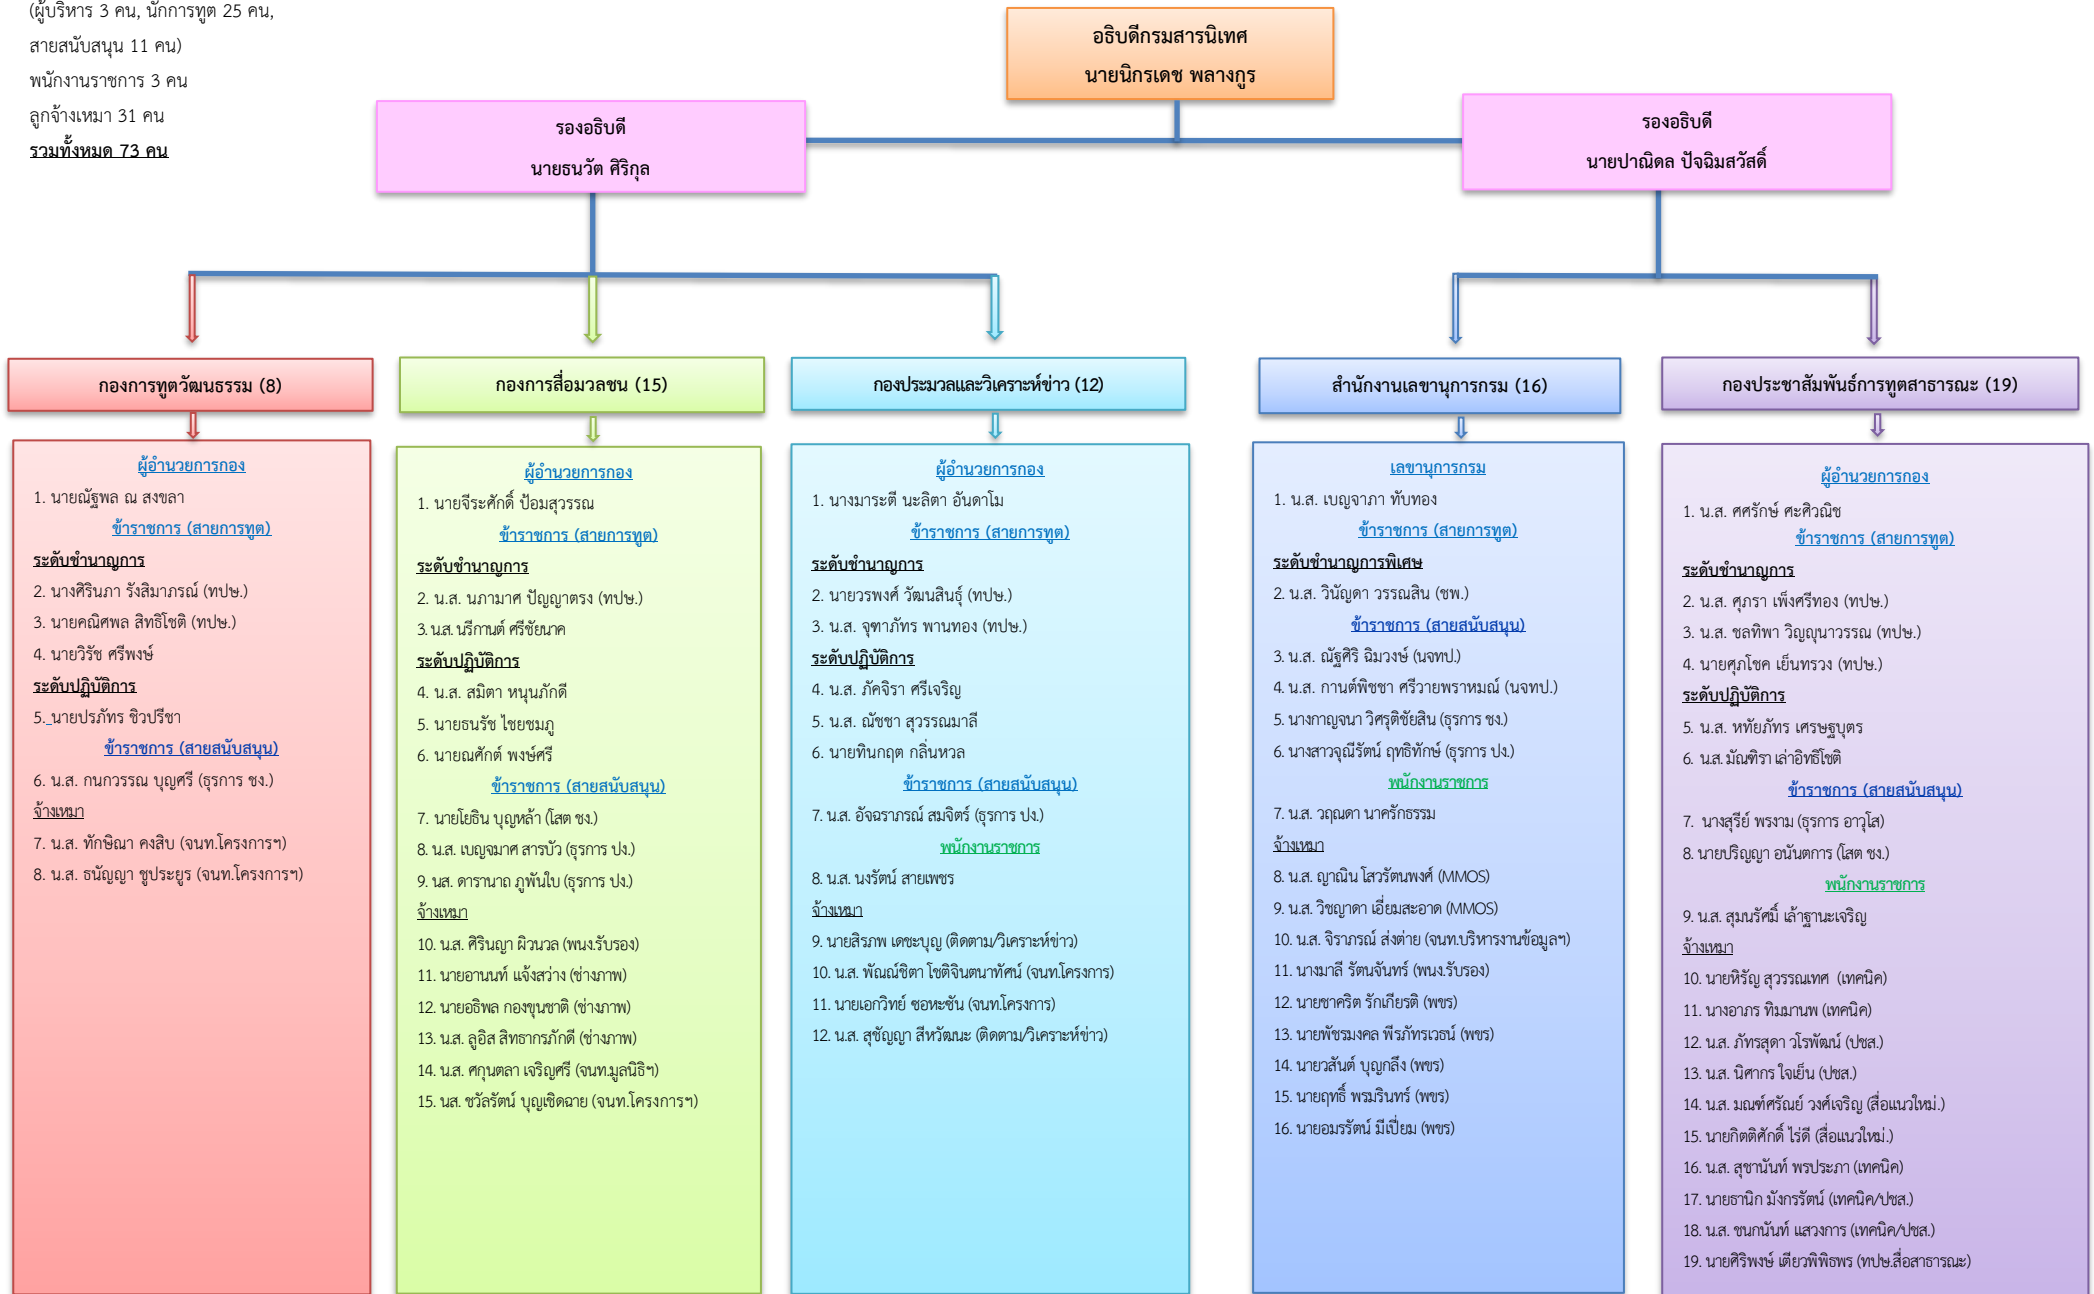 (ผู้บริหาร 3 คน, นักการทูต 25 คน,
สายสนับสนุน 11 คน)
พนักงานราชการ 3 คน
ลูกจ้างเหมา 31 คน
รวมทั้งหมด 73 คน
อธิบดีกรมสารนิเทศ
นายนิกรเดช พลางกูร
รองอธิบดี
นายธนวัต ศิริกุล
รองอธิบดี
นายปาณิดล ปัจฉิมสวัสดิ์
กองการทูตวัฒนธรรม (8)
ผู้อำนวยการกอง
1. นายณัฐพล ณ สงขลา
ข้าราชการ (สายการทูต)
ระดับชำนาญการ
2. นางศิรินภา รังสิมาภรณ์ (ทปษ.)
3. นายคณิศพล สิทธิโชติ (ทปษ.)
4. นายวิรัช ศรีพงษ์
ระดับปฏิบัติการ
5. นายปรภัทร ชิวปรีชา
ข้าราชการ (สายสนับสนุน)
6. น.ส. กนกวรรณ บุญศรี (ธุรการ ชง.)
จ้างเหมา
7. น.ส. ทักษิณา คงสิบ (จนท.โครงการฯ)
8. น.ส. ธนัญญา ชูประยูร (จนท.โครงการฯ)
กองการสื่อมวลชน (15)
ผู้อำนวยการกอง
1. นายจีระศักดิ์ ป้อมสุวรรณ
ข้าราชการ (สายการทูต)
ระดับชำนาญการ
2. น.ส. นภามาศ ปัญญาตรง (ทปษ.)
3. น.ส. นรีกานต์ ศรีชัยนาค
ระดับปฏิบัติการ
4. น.ส. สมิตา หนุนภักดี
5. นายธนรัช ไชยชมภู
6. นายณศักต์ พงษ์ศรี
ข้าราชการ (สายสนับสนุน)
7. นายโยธิน บุญหล้า (โสต ชง.)
8. น.ส. เบญจมาศ สารบัว (ธุรการ ปง.)
9. นส. ดารานาถ ภูพันใบ (ธุรการ ปง.)
จ้างเหมา
10. น.ส. ศิรินญา ผิวนวล (พนง.รับรอง)
11. นายอานนท์ แจ้งสว่าง (ช่างภาพ)
12. นายอธิพล กองขุนชาติ (ช่างภาพ)
13. น.ส. ลูอิส สิทธากรภักดี (ช่างภาพ)
14. น.ส. ศกุนตลา เจริญศรี (จนท.มูลนิธิฯ)
15. นส. ชวัลรัตน์ บุญเชิดฉาย (จนท.โครงการฯ)
กองประมวลและวิเคราะห์ข่าว (12)
ผู้อำนวยการกอง
1. นางมาระตี นะลิตา อันดาโม
ข้าราชการ (สายการทูต)
ระดับชำนาญการ
2. นายวรพงศ์ วัฒนสินธุ์ (ทปษ.)
3. น.ส. จุฑาภัทร พานทอง (ทปษ.)
ระดับปฏิบัติการ
4. น.ส. ภัคจิรา ศรีเจริญ
5. น.ส. ณัชชา สุวรรณมาลี
6. นายทินกฤต กลิ่นหวล
ข้าราชการ (สายสนับสนุน)
7. น.ส. อัจฉราภรณ์ สมจิตร์ (ธุรการ ปง.)
พนักงานราชการ
8. น.ส. นงรัตน์ สายเพชร
จ้างเหมา
9. นายสิรภพ เดชะบุญ (ติดตาม/วิเคราะห์ข่าว)
10. น.ส. พัณณ์ชิตา โชติจินตนาทัศน์ (จนท.โครงการ)
11. นายเอกวิทย์ ซอหะซัน (จนท.โครงการ)
12. น.ส. สุชัญญา สีหวัฒนะ (ติดตาม/วิเคราะห์ข่าว)
สำนักงานเลขานุการกรม (16)
เลขานุการกรม
1. น.ส. เบญจาภา ทับทอง
ข้าราชการ (สายการทูต)
ระดับชำนาญการพิเศษ
2. น.ส. วินัญดา วรรณสิน (ชพ.)
ข้าราชการ (สายสนับสนุน)
3. น.ส. ณัฐศิริ ฉิมวงษ์ (นจทป.)
4. น.ส. กานต์พิชชา ศรีวายพราหมณ์ (นจทป.)
5. นางกาญจนา วิศรุติชัยสิน (ธุรการ ชง.)
6. นางสาวจุณีรัตน์ ฤทธิทักษ์ (ธุรการ ปง.)
พนักงานราชการ
7. น.ส. วฤณดา นาครักธรรม
จ้างเหมา
8. น.ส. ญาณิน โสวรัตนพงศ์ (MMOS)
9. น.ส. วิชญาดา เอี่ยมสะอาด (MMOS)
10. น.ส. จิราภรณ์ ส่งต่าย (จนท.บริหารงานข้อมูลฯ)
11. นางมาลี รัตนจันทร์ (พนง.รับรอง)
12. นายชาคริต รักเกียรติ (พขร)
13. นายพัชรมงคล พีรภัทรเวธน์ (พขร)
14. นายวสันต์ บุญกลึง (พขร)
15. นายฤทธิ์ พรมรินทร์ (พขร)
16. นายอมรรัตน์ มีเปี่ยม (พขร)
กองประชาสัมพันธ์การทูตสาธารณะ (19)
ผู้อำนวยการกอง
1. น.ส. ศศรักษ์ ศะศิวณิช
ข้าราชการ (สายการทูต)
ระดับชำนาญการ
2. น.ส. ศุภรา เพ็งศรีทอง (ทปษ.)
3. น.ส. ชลทิพา วิญญุนาวรรณ (ทปษ.)
4. นายศุภโชค เย็นทรวง (ทปษ.)
ระดับปฏิบัติการ
5. น.ส. หทัยภัทร เศรษฐบุตร
6. น.ส. มัณฑิรา เล่าอิทธิโชติ
ข้าราชการ (สายสนับสนุน)
7. นางสุรีย์ พรงาม (ธุรการ อาวุโส)
8. นายปริญญา อนันตการ (โสต ชง.)
พนักงานราชการ
9. น.ส. สุมนรัศมิ์ เล้าฐานะเจริญ
จ้างเหมา
10. นายหิรัญ สุวรรณเทศ (เทคนิค)
11. นางอาภร ทิมมานพ (เทคนิค)
12. น.ส. ภัทรสุดา วโรพัฒน์ (ปชส.)
13. น.ส. นิศากร ใจเย็น (ปชส.)
14. น.ส. มณฑ์ศรัณย์ วงศ์เจริญ (สื่อแนวใหม่.)
15. นายกิตติศักดิ์ ไร่ดี (สื่อแนวใหม่.)
16. น.ส. สุชานันท์ พรประภา (เทคนิค)
17. นายธานิก มังกรรัตน์ (เทคนิค/ปชส.)
18. น.ส. ชนกนันท์ แสวงการ (เทคนิค/ปชส.)
19. นายศิริพงษ์ เตียวพิพิธพร (ทปษ.สื่อสาธารณะ)